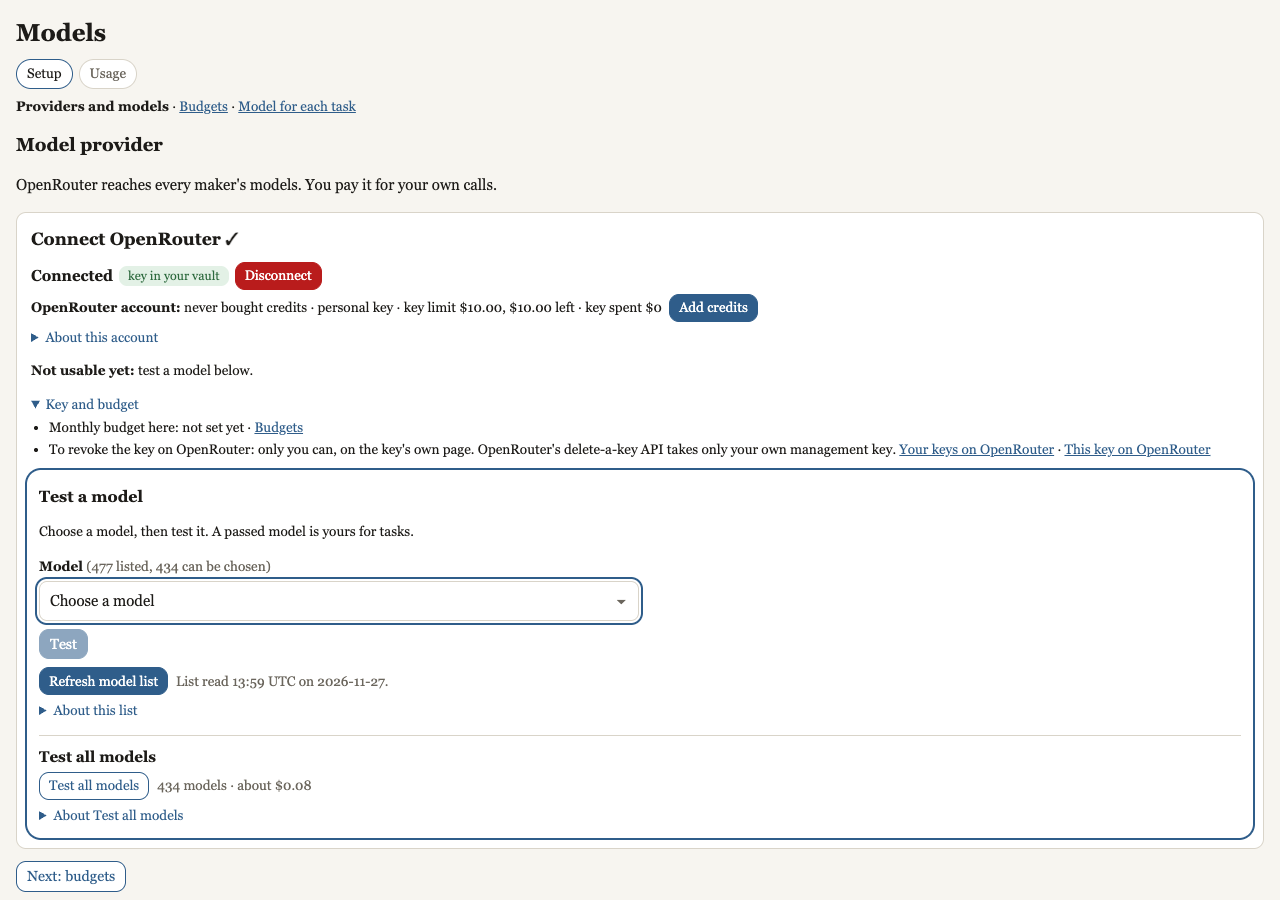 Models
Setup Usage
Providers and models · Budgets · Model for each task
Model provider
OpenRouter reaches every maker's models. You pay it for your own calls.
Connect OpenRouter ✓
Connected key in your vault Disconnect
OpenRouter account: never bought credits · personal key · key limit $10.00, $10.00 left · key spent $0 Add credits
▶ About this account
Not usable yet: test a model below.
▼ Key and budget
• Monthly budget here: not set yet · Budgets
• To revoke the key on OpenRouter: only you can, on the key's own page. OpenRouter's delete-a-key API takes only your own management key. Your keys on OpenRouter · This key on OpenRouter
Test a model
Choose a model, then test it. A passed model is yours for tasks.
Model (477 listed, 434 can be chosen)
Choose a model
Test
Refresh model list List read 13:59 UTC on 2026-11-27.
▶ About this list
Test all models
Test all models 434 models · about $0.08
▶ About Test all models
Next: budgets